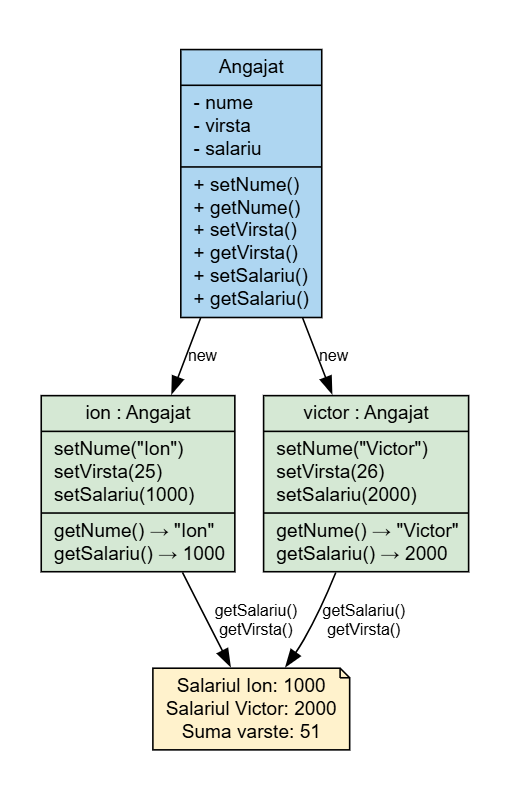 Angajat
- nume
- virsta
- salariu
+ setNume()
+ getNume()
+ setVirsta()
+ getVirsta()
+ setSalariu()
+ getSalariu()
new
new
ion : Angajat
setNume("Ion")
setVirsta(25)
setSalariu(1000)
getNume() → "Ion"
getSalariu() → 1000
victor : Angajat
setNume("Victor")
setVirsta(26)
setSalariu(2000)
getNume() → "Victor"
getSalariu() → 2000
getSalariu()
getVirsta()
getSalariu()
getVirsta()
Salariul Ion: 1000
Salariul Victor: 2000
Suma varste: 51